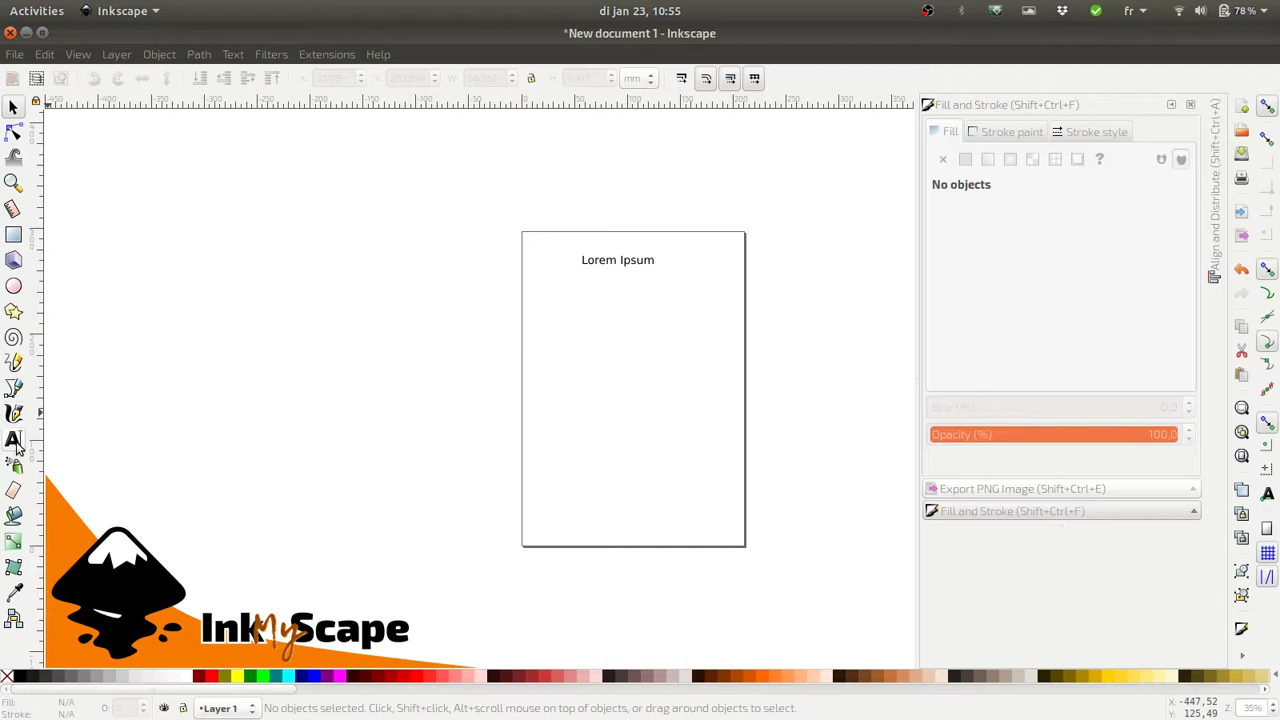 Activities Inkscape di jan 23, 10:55 fr 78%
*New document 1 - Inkscape
File Edit View Layer Object Path Text Filters Extensions Help
X: Y: W: H: mm
Fill and Stroke (Shift+Ctrl+F)
Fill Stroke paint Stroke style
No objects
Align and Distribute (Shift+Ctrl+A)
Lorem Ipsum
Blur (%) 0,0
Opacity (%) 100,0
Export PNG Image (Shift+Ctrl+E)
Fill and Stroke (Shift+Ctrl+F)
InkMyScape
Fill: N/A
Stroke: N/A
O: 0
Layer 1
No objects selected. Click, Shift+click, Alt+scroll mouse on top of objects, or drag around objects to select.
X: -447,52
Y: 125,49
Z: 35%